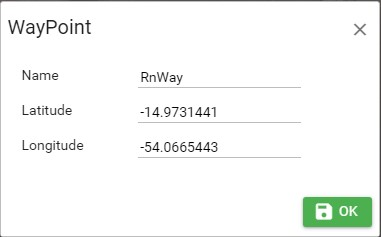 WayPoint
Name RnWay
Latitude -14.9731441
Longitude -54.0665443
OK